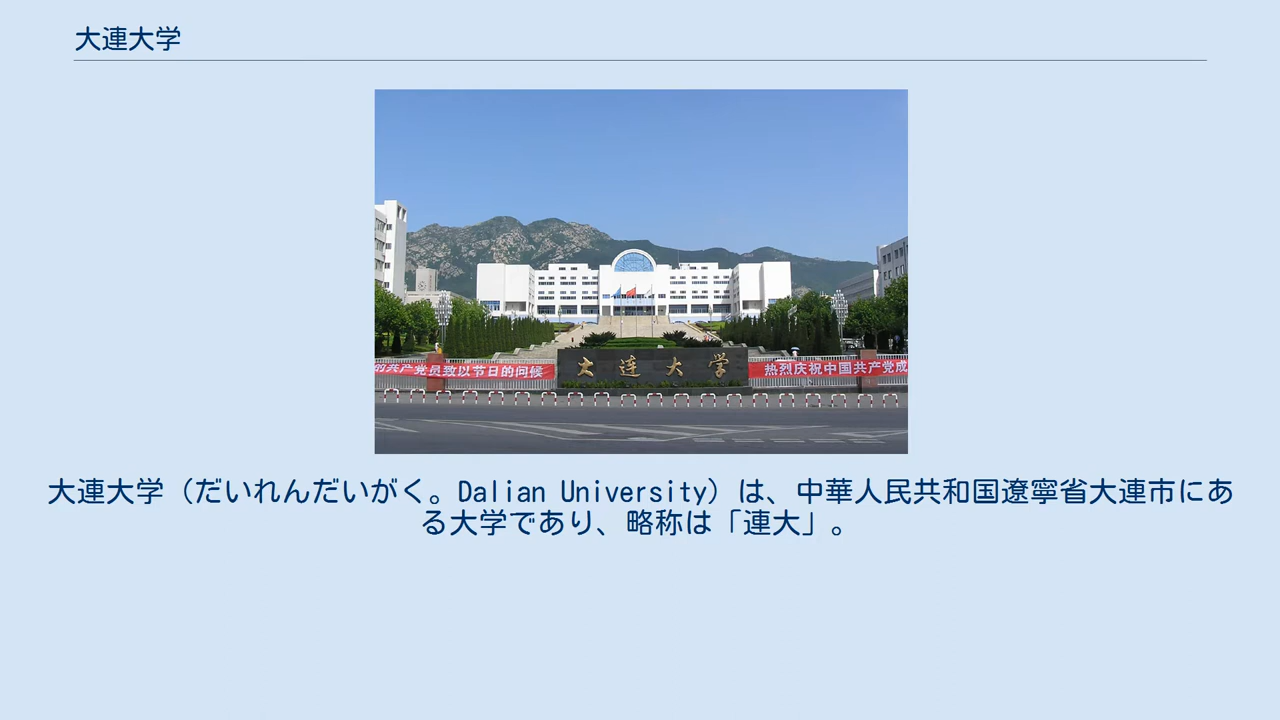 大連大学
的共产党员致以节日的问候
大连大学
热烈庆祝中国共产党成
大連大学（だいれんだいがく。Dalian University）は、中華人民共和国遼寧省大連市にあ
る大学であり、略称は「連大」。